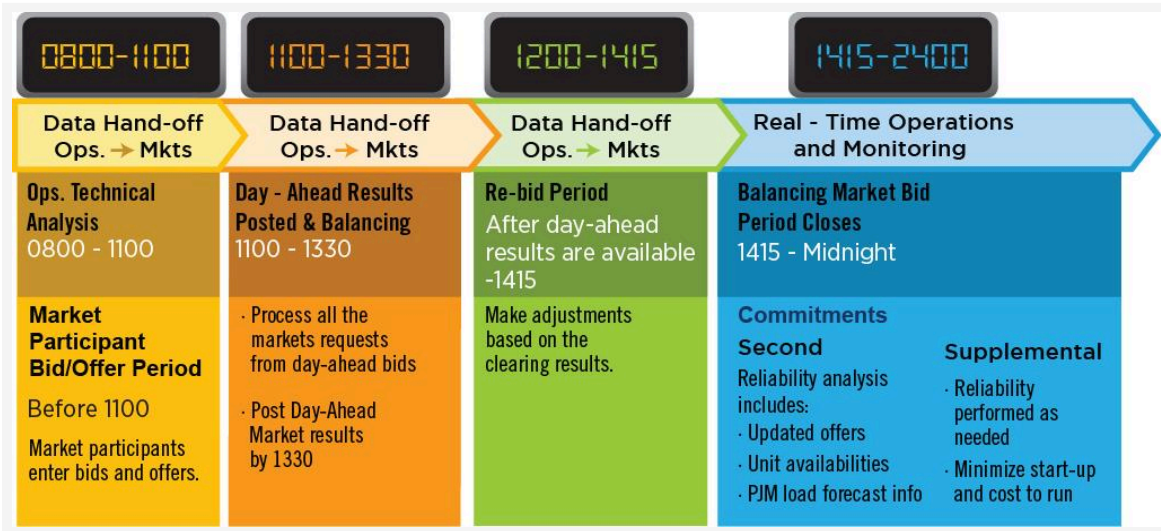 0800-1100
1100-1330
1200-1415
1415-2400
Data Hand-off
Ops. → Mkts
Data Hand-off
Ops. → Mkts
Data Hand-off
Ops. → Mkts
Real - Time Operations
and Monitoring
Ops. Technical
Analysis
0800 - 1100
Day - Ahead Results
Posted & Balancing
1100 - 1330
Re-bid Period
After day-ahead
results are available
-1415
Balancing Market Bid
Period Closes
1415 - Midnight
Market
Participant
Bid/Offer Period
Before 1100
Market participants
enter bids and offers.
· Process all the
markets requests
from day-ahead bids
· Post Day-Ahead
Market results
by 1330
Make adjustments
based on the
clearing results.
Commitments
Second
Reliability analysis
includes:
· Updated offers
· Unit availabilities
· PJM load forecast info
Supplemental
· Reliability
performed as
needed
· Minimize start-up
and cost to run